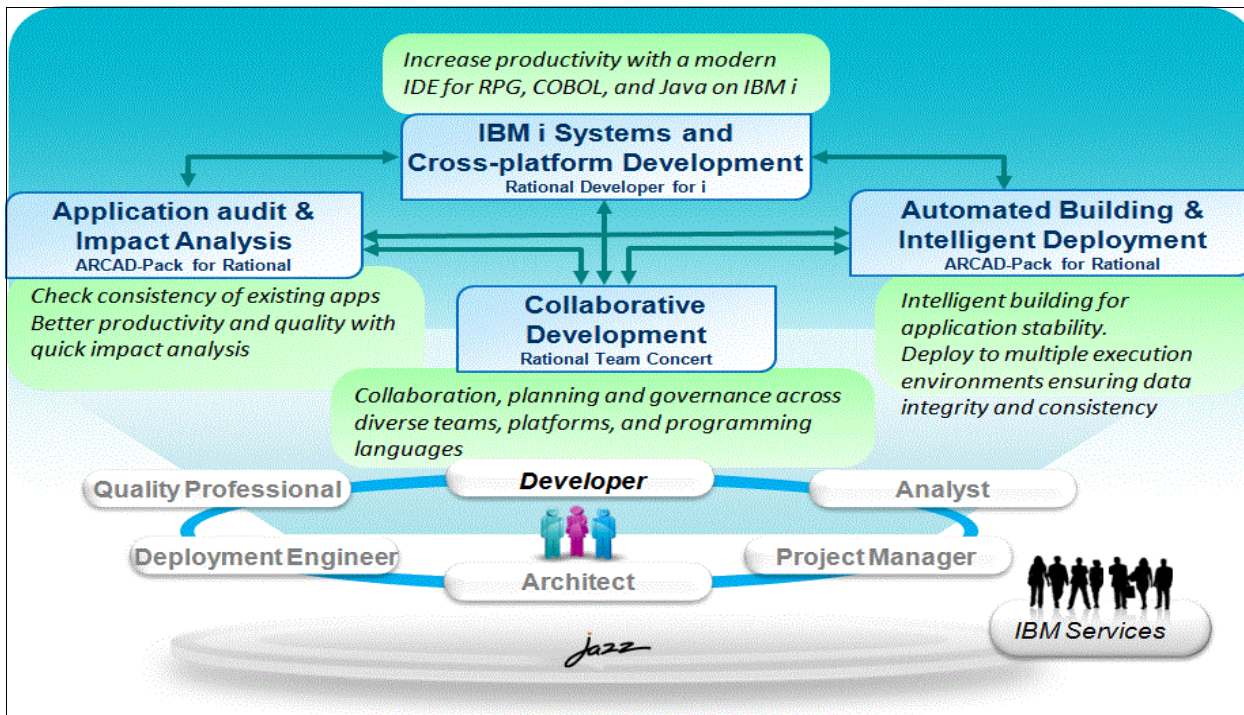 Increase productivity with a modern
IDE for RPG, COBOL, and Java on IBM i
IBM i Systems and
Cross-platform Development
Rational Developer for i
Application audit &
Impact Analysis
ARCAD-Pack for Rational
Automated Building &
Intelligent Deployment
ARCAD-Pack for Rational
Check consistency of existing apps
Better productivity and quality with
quick impact analysis
Collaborative
Development
Rational Team Concert
Intelligent building for
application stability.
Deploy to multiple execution
environments ensuring data
integrity and consistency
Collaboration, planning and governance across
diverse teams, platforms, and programming
languages
Quality Professional
Developer
Analyst
Deployment Engineer
Architect
Project Manager
IBM Services
jazz